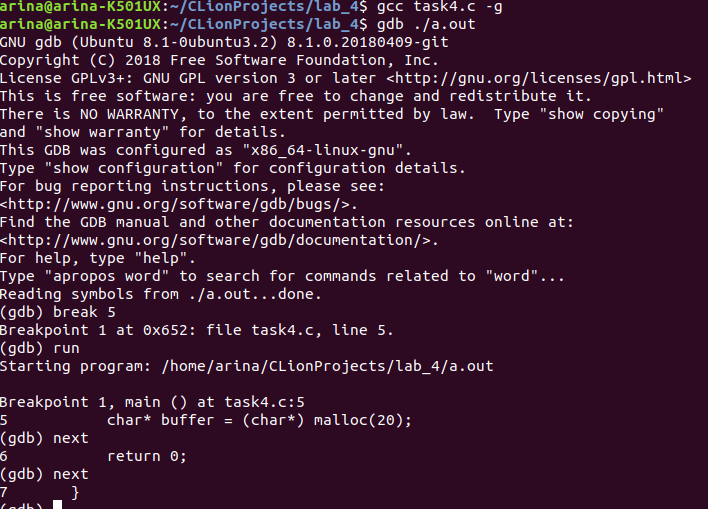 arina@arina-K501UX:~/CLionProjects/lab_4$ gcc task4.c -g
arina@arina-K501UX:~/CLionProjects/lab_4$ gdb ./a.out
GNU gdb (Ubuntu 8.1-0ubuntu3.2) 8.1.0.20180409-git
Copyright (C) 2018 Free Software Foundation, Inc.
License GPLv3+: GNU GPL version 3 or later <http://gnu.org/licenses/gpl.html>
This is free software: you are free to change and redistribute it.
There is NO WARRANTY, to the extent permitted by law.  Type "show copying"
and "show warranty" for details.
This GDB was configured as "x86_64-linux-gnu".
Type "show configuration" for configuration details.
For bug reporting instructions, please see:
<http://www.gnu.org/software/gdb/bugs/>.
Find the GDB manual and other documentation resources online at:
<http://www.gnu.org/software/gdb/documentation/>.
For help, type "help".
Type "apropos word" to search for commands related to "word"...
Reading symbols from ./a.out...done.
(gdb) break 5
Breakpoint 1 at 0x652: file task4.c, line 5.
(gdb) run
Starting program: /home/arina/CLionProjects/lab_4/a.out

Breakpoint 1, main () at task4.c:5
5           char* buffer = (char*) malloc(20);
(gdb) next
6           return 0;
(gdb) next
7       }
(gdb)